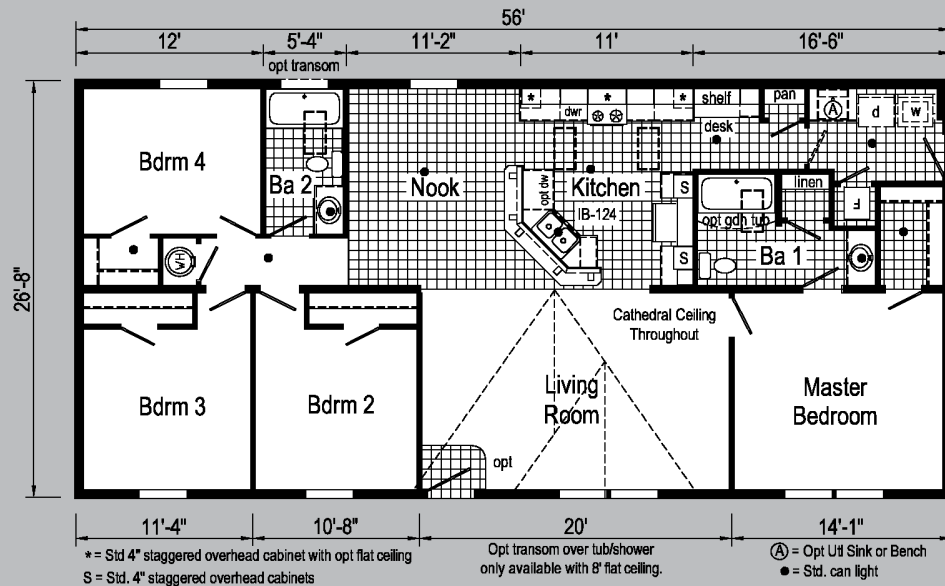 56'
12'
5'-4"
11'-2"
11'
16'-6"
opt transom
26'-8"
Bdrm 4
Ba 2
WH
Nook
dwr
*
*
*
shelf
desk
pan
A
d
w
opt dw
Kitchen
IB-124
S
S
linen
opt gdn tub
F
Ba 1
Cathedral Ceiling
Throughout
Bdrm 3
Bdrm 2
Living
Room
opt
Master
Bedroom
11'-4"
10'-8"
20'
14'-1"
* = Std 4" staggered overhead cabinet with opt flat ceiling
S = Std. 4" staggered overhead cabinets
Opt transom over tub/shower
only available with 8' flat ceiling.
A = Opt Utl Sink or Bench
● = Std. can light